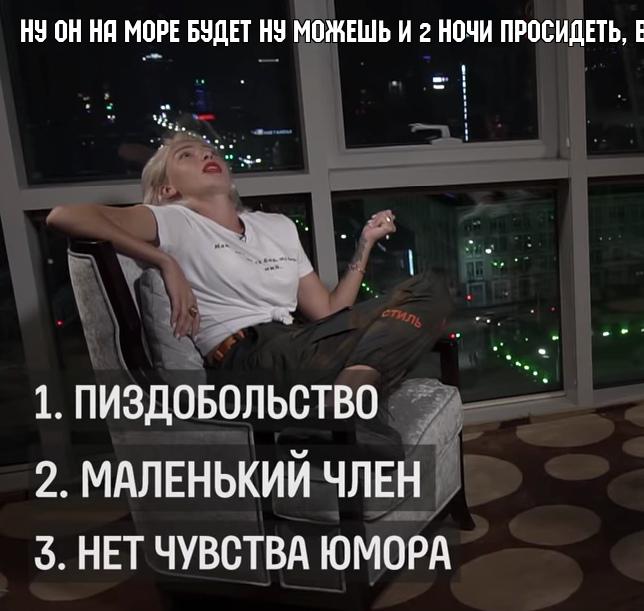 НУ ОН НА МОРЕ БУДЕТ НУ МОЖЕШЬ И 2 НОЧИ ПРОСИДЕТЬ,
СТИЛЬ
1. ПИЗДОБОЛЬСТВО
2. МАЛЕНЬКИЙ ЧЛЕН
3. НЕТ ЧУВСТВА ЮМОРА